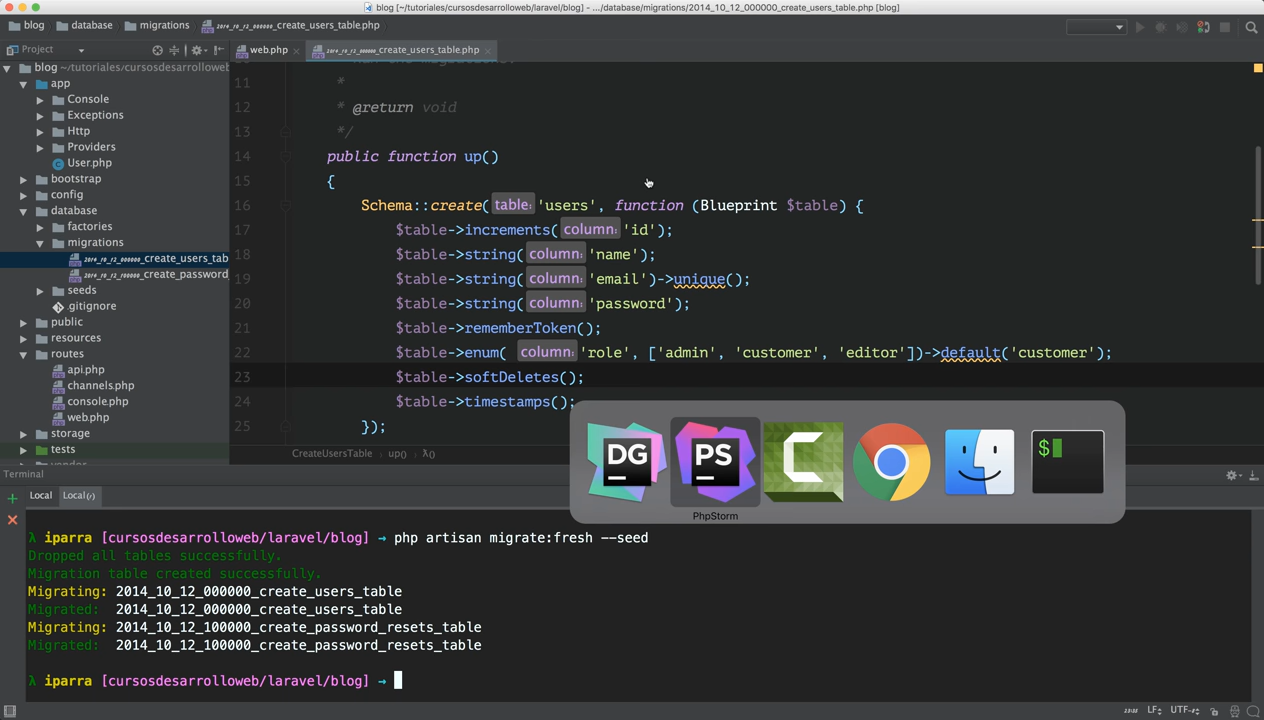 blog [~/tutoriales/cursosdesarrolloweb/laravel/blog] - .../database/migrations/2014_10_12_000000_create_users_table.php [blog]
blog database migrations 2014_10_12_000000_create_users_table.php
Project
web.php
2014_10_12_000000_create_users_table.php
blog ~/tutoriales/cursosdesarrolloweb
app
Console
Exceptions
Http
Providers
User.php
bootstrap
config
database
factories
migrations
2014_10_12_000000_create_users_tab
2014_10_12_100000_create_password
seeds
.gitignore
public
resources
routes
api.php
channels.php
console.php
web.php
storage
tests
vendor
11 *
12 * @return void
13 */
14 public function up()
15 {
16 Schema::create( table: 'users', function (Blueprint $table) {
17 $table->increments( column: 'id');
18 $table->string( column: 'name');
19 $table->string( column: 'email')->unique();
20 $table->string( column: 'password');
21 $table->rememberToken();
22 $table->enum( column: 'role', ['admin', 'customer', 'editor'])->default('customer');
23 $table->softDeletes();
24 $table->timestamps();
25 });
CreateUsersTable up() λ()
DG
PS
C
$
PhpStorm
Terminal
Local Local(1)
λ iparra [cursosdesarrolloweb/laravel/blog] → php artisan migrate:fresh --seed
Dropped all tables successfully.
Migration table created successfully.
Migrating: 2014_10_12_000000_create_users_table
Migrated: 2014_10_12_000000_create_users_table
Migrating: 2014_10_12_100000_create_password_resets_table
Migrated: 2014_10_12_100000_create_password_resets_table
λ iparra [cursosdesarrolloweb/laravel/blog] →
LF UTF-8